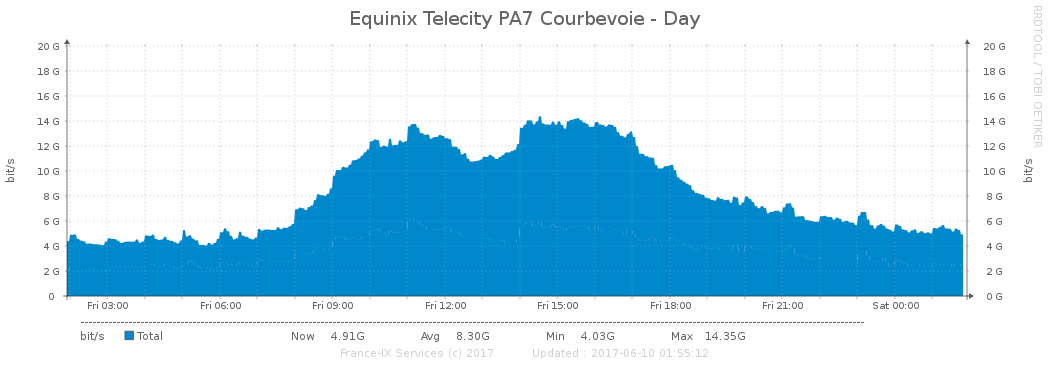 Equinix Telecity PA7 Courbevoie - Day
RRDTOOL / TOBI OETIKER
20 G 20 G
18 G 18 G
16 G 16 G
14 G 14 G
12 G 12 G
10 G 10 G
8 G 8 G
6 G 6 G
4 G 4 G
2 G 2 G
0 0 G
bit/s
bit/s
Fri 03:00 Fri 06:00 Fri 09:00 Fri 12:00 Fri 15:00 Fri 18:00 Fri 21:00 Sat 00:00
bit/s Total Now 4.91G Avg 8.30G Min 4.03G Max 14.35G
France-IX Services (c) 2017 Updated : 2017-06-10 01:55:12